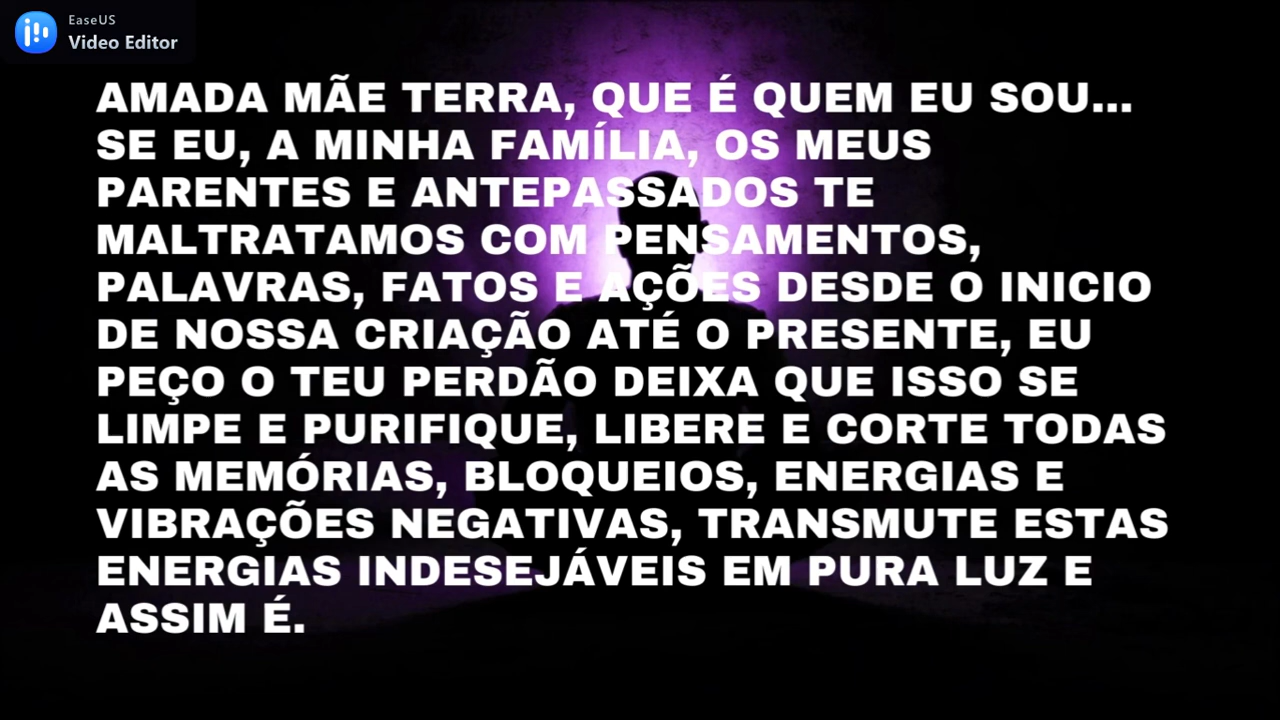 EaseUS
Video Editor
AMADA MÃE TERRA, QUE É QUEM EU SOU...
SE EU, A MINHA FAMÍLIA, OS MEUS
PARENTES E ANTEPASSADOS TE
MALTRATAMOS COM PENSAMENTOS,
PALAVRAS, FATOS E AÇÕES DESDE O INICIO
DE NOSSA CRIAÇÃO ATÉ O PRESENTE, EU
PEÇO O TEU PERDÃO DEIXA QUE ISSO SE
LIMPE E PURIFIQUE, LIBERE E CORTE TODAS
AS MEMÓRIAS, BLOQUEIOS, ENERGIAS E
VIBRAÇÕES NEGATIVAS, TRANSMUTE ESTAS
ENERGIAS INDESEJÁVEIS EM PURA LUZ E
ASSIM É.